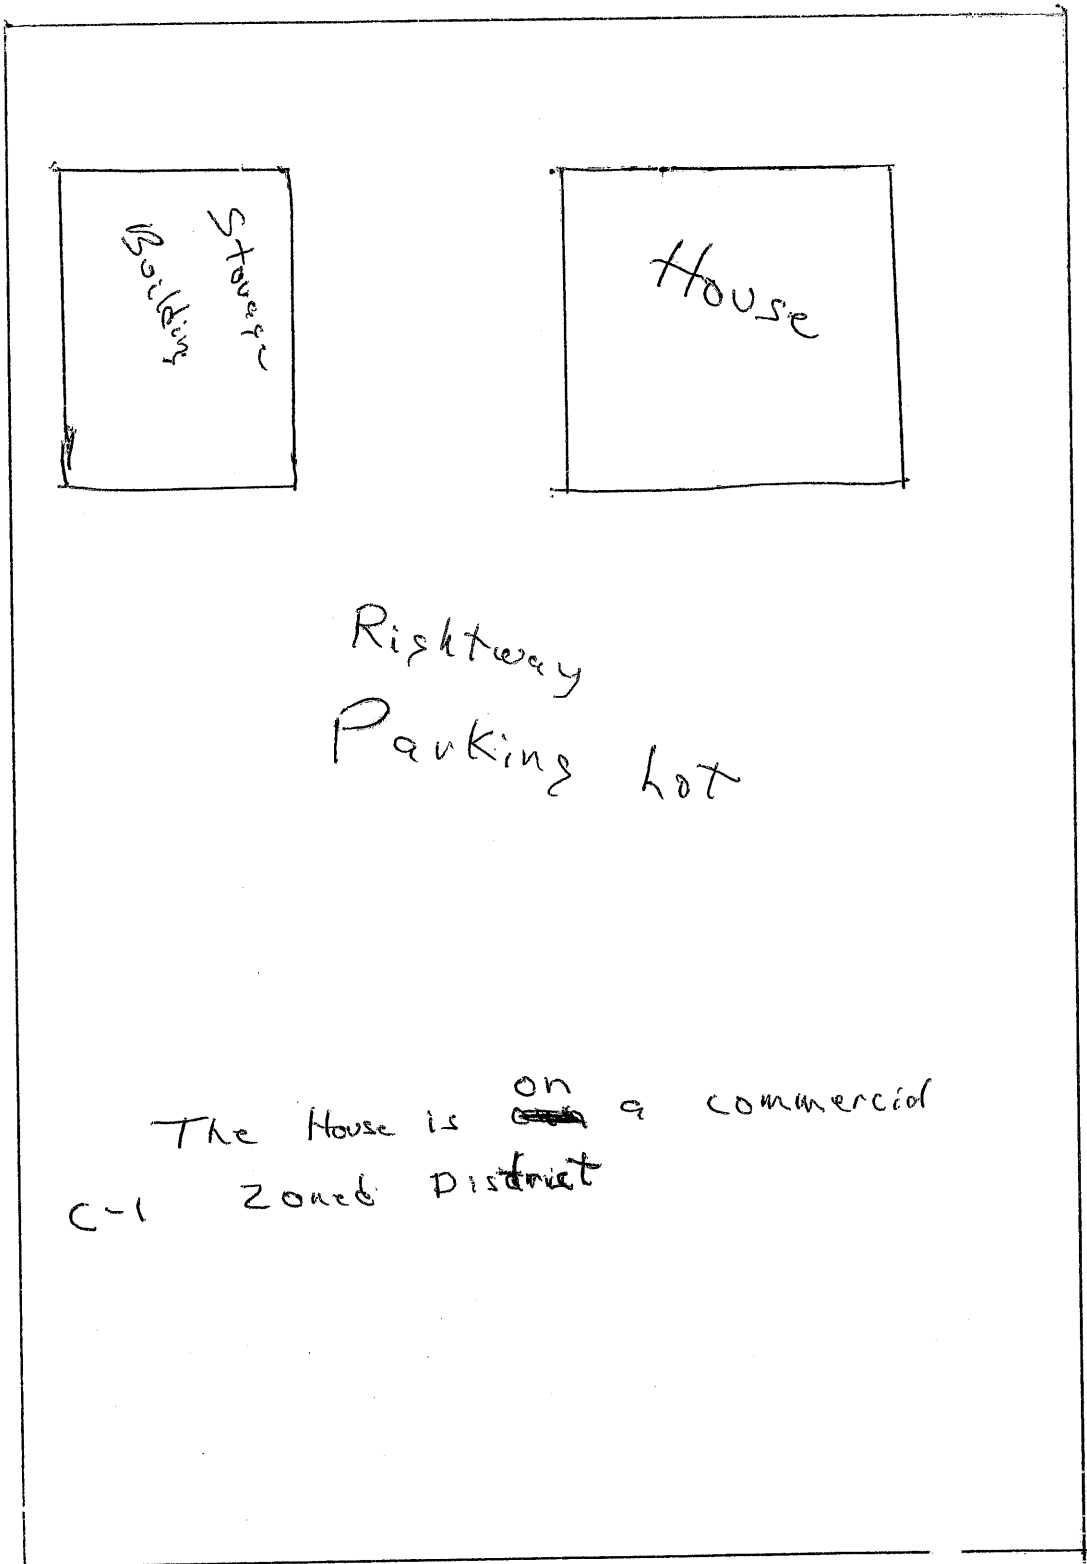 Storage
Building
House
Rightway
Parking Lot
on
The House is a commercial
C-1 Zoned District